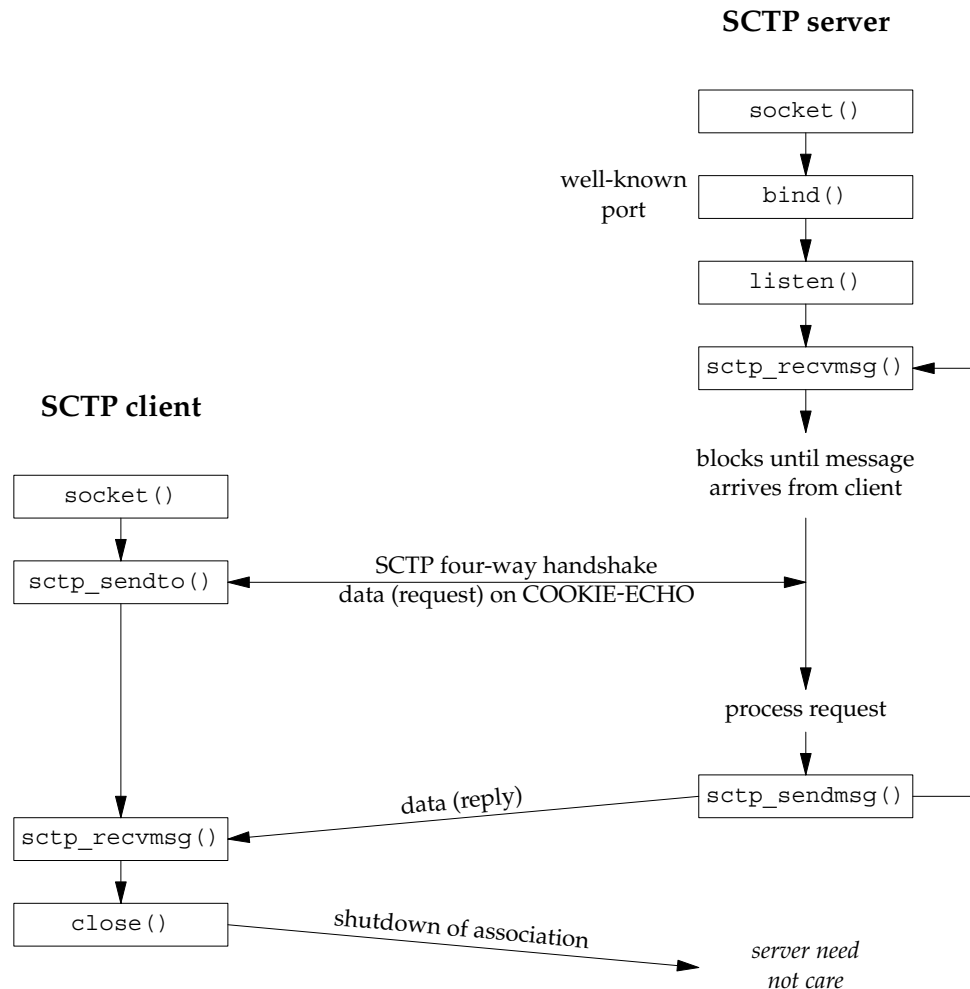 SCTP server
socket()
well-known
port
bind()
listen()
sctp_recvmsg()
SCTP client
blocks until message
arrives from client
socket()
SCTP four-way handshake
sctp_sendto()
data (request) on COOKIE-ECHO
process request
data (reply)
sctp_sendmsg()
sctp_recvmsg()
close()
shutdown of association
server need
not care